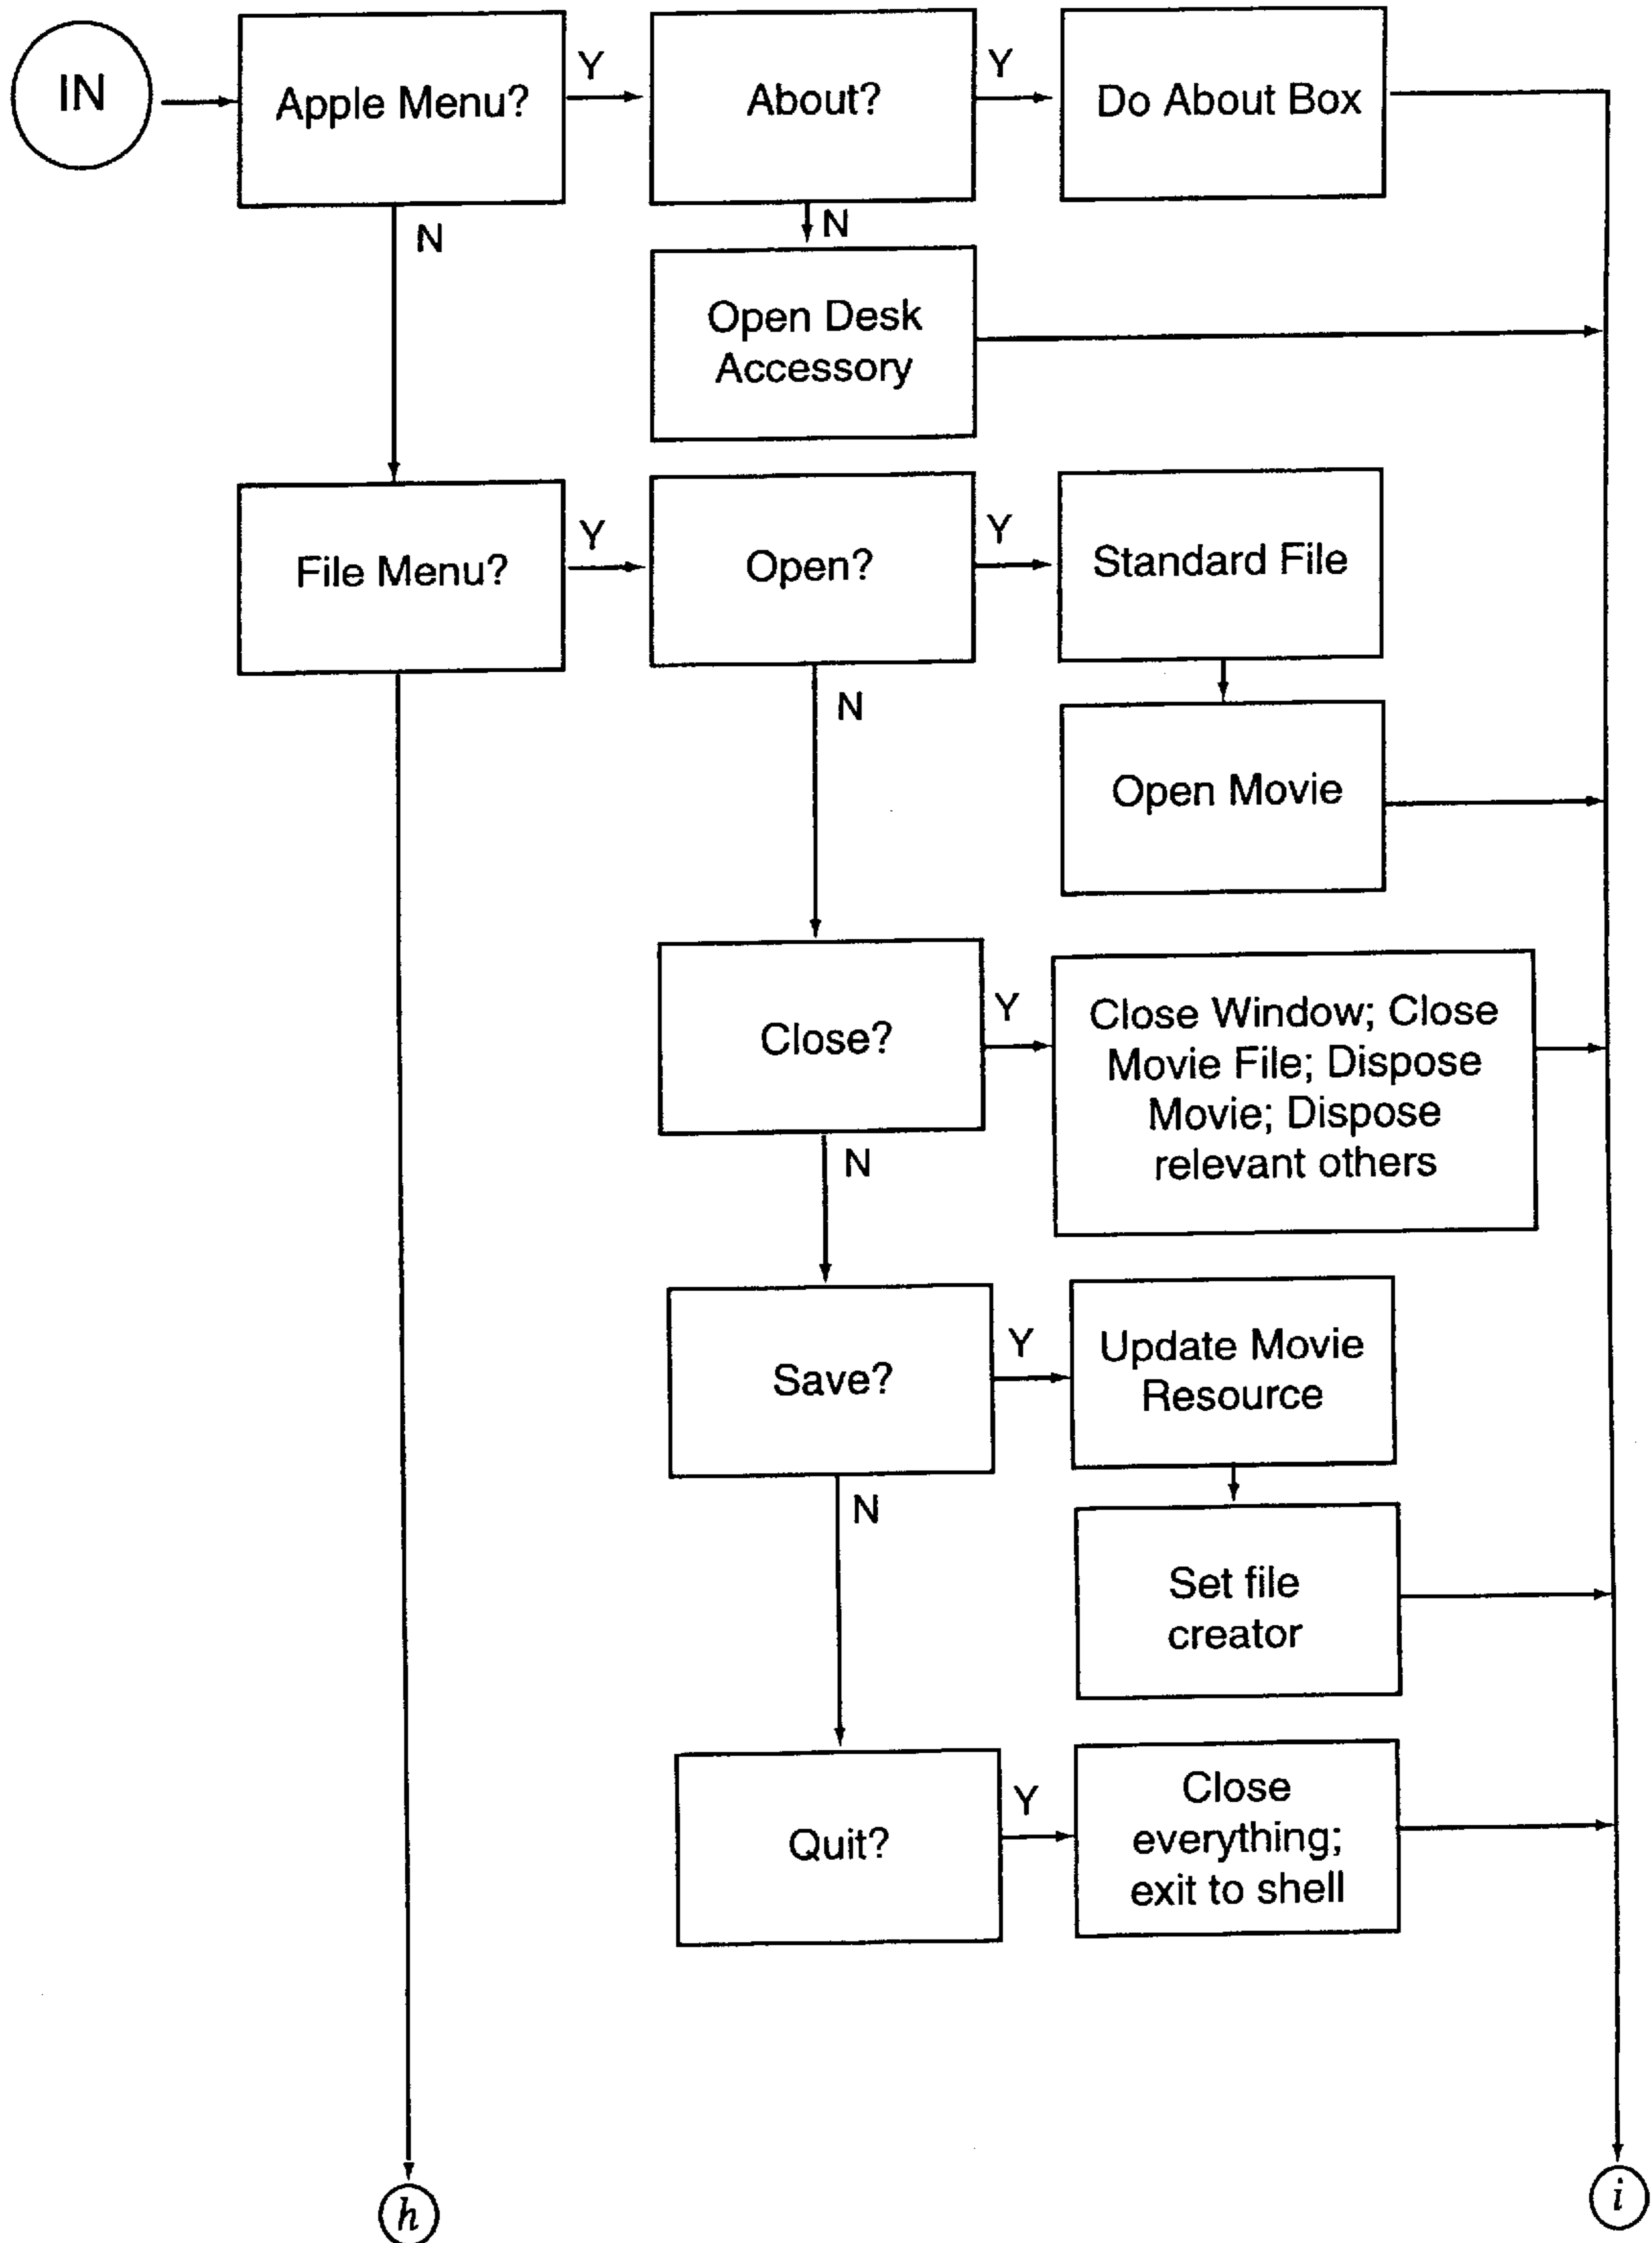 IN
Apple Menu?
Y
About?
Y
Do About Box
N
N
Open Desk
Accessory
File Menu?
Y
Open?
Y
Standard File
N
Open Movie
Close?
Y
Close Window; Close
Movie File; Dispose
Movie; Dispose
relevant others
N
Save?
Y
Update Movie
Resource
N
Set file
creator
Quit?
Y
Close
everything;
exit to shell
h
i